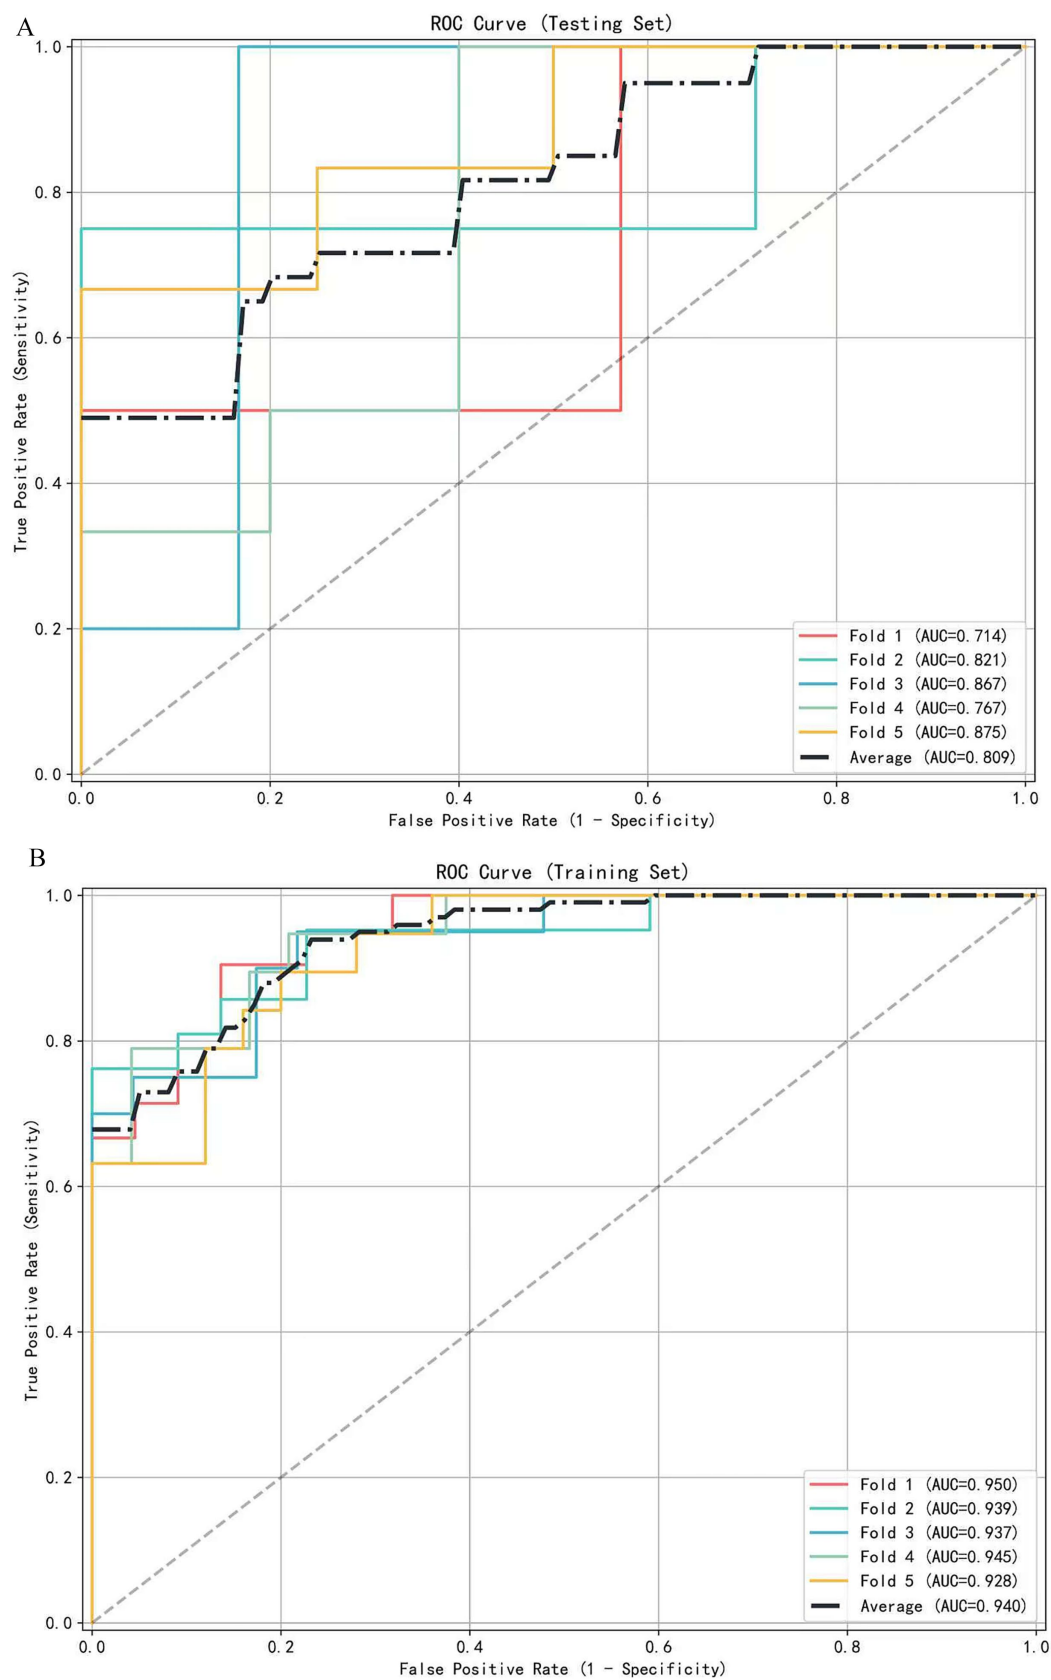 A
ROC Curve (Testing Set)
1.0
0.8
0.6
0.4
0.2
0.0
True Positive Rate (Sensitivity)
Fold 1 (AUC=0.714)
Fold 2 (AUC=0.821)
Fold 3 (AUC=0.867)
Fold 4 (AUC=0.767)
Fold 5 (AUC=0.875)
Average (AUC=0.809)
0.0 0.2 0.4 0.6 0.8 1.0
False Positive Rate (1 - Specificity)
B
ROC Curve (Training Set)
1.0
0.8
0.6
0.4
0.2
0.0
True Positive Rate (Sensitivity)
Fold 1 (AUC=0.950)
Fold 2 (AUC=0.939)
Fold 3 (AUC=0.937)
Fold 4 (AUC=0.945)
Fold 5 (AUC=0.928)
Average (AUC=0.940)
0.0 0.2 0.4 0.6 0.8 1.0
False Positive Rate (1 - Specificity)